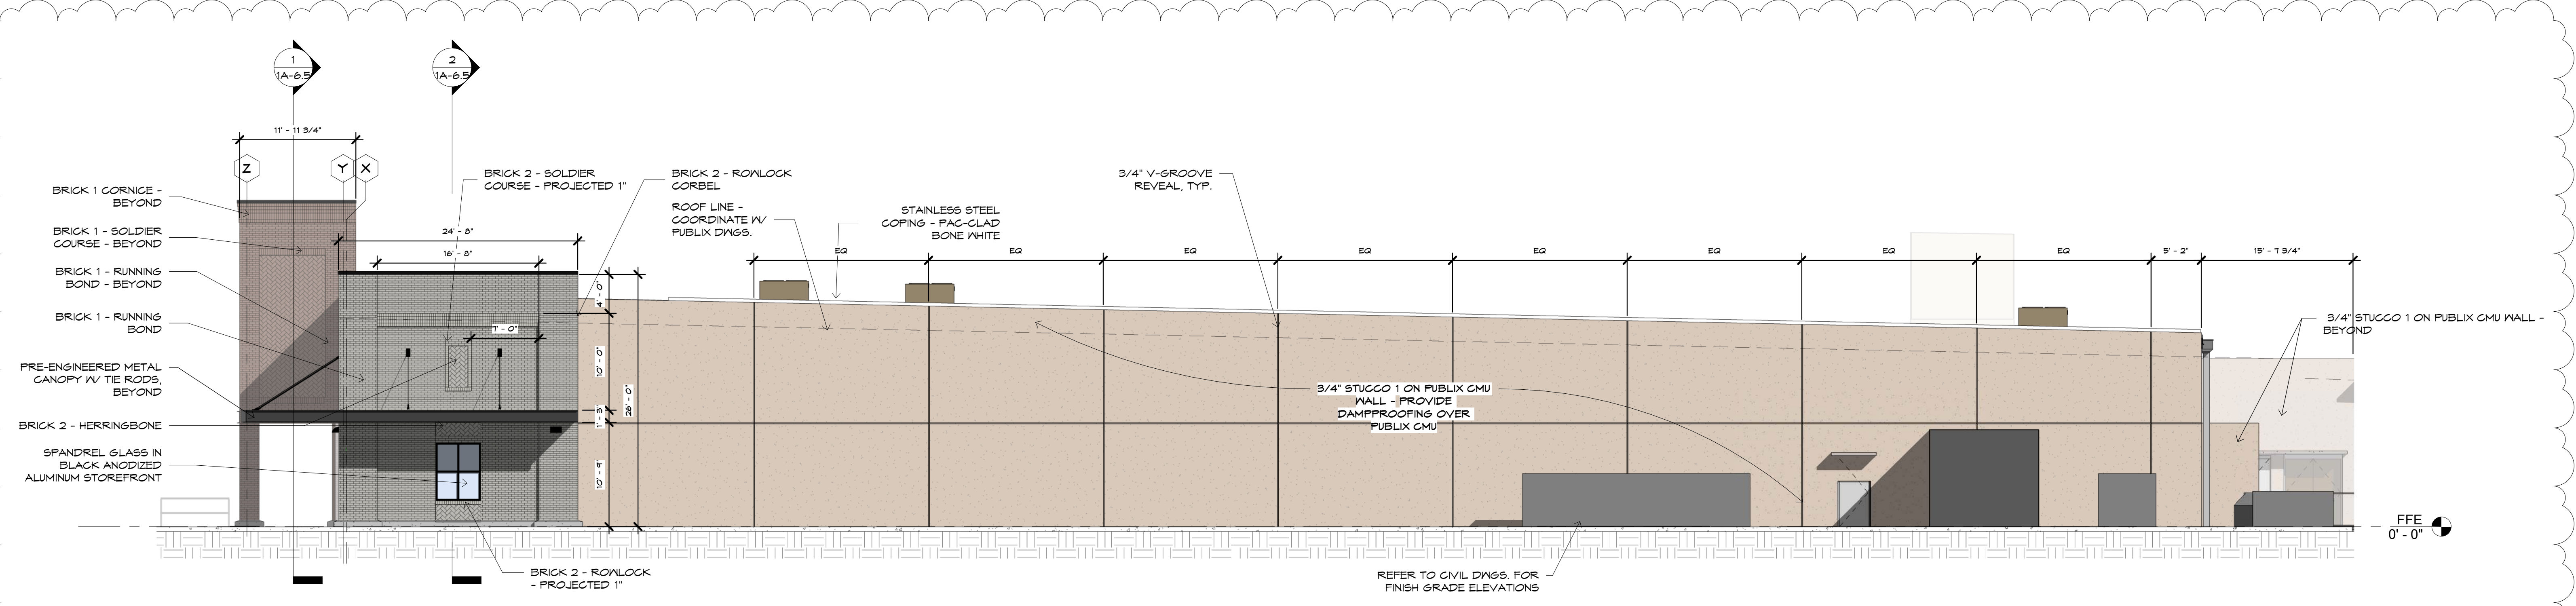 1
1A-6.5
2
1A-6.5
11' - 11 3/4"
Z
Y
X
BRICK 1 CORNICE -
BEYOND
BRICK 1 - SOLDIER
COURSE - BEYOND
BRICK 1 - RUNNING
BOND - BEYOND
BRICK 1 - RUNNING
BOND
PRE-ENGINEERED METAL
CANOPY W/ TIE RODS,
BEYOND
BRICK 2 - HERRINGBONE
SPANDREL GLASS IN
BLACK ANODIZED
ALUMINUM STOREFRONT
24' - 8"
16' - 8"
BRICK 2 - SOLDIER
COURSE - PROJECTED 1"
BRICK 2 - ROWLOCK
CORBEL
ROOF LINE -
COORDINATE W/
PUBLIX DWGS.
STAINLESS STEEL
COPING - PAC-CLAD
BONE WHITE
3/4" V-GROOVE
REVEAL, TYP.
EQ
EQ
EQ
EQ
EQ
EQ
EQ
EQ
5' - 2"
15' - 7 3/4"
4' - 0"
10' - 0"
1' - 3"
10' - 9"
26' - 0"
3/4" STUCCO 1 ON PUBLIX CMU
WALL - PROVIDE
DAMPPROOFING OVER
PUBLIX CMU
3/4" STUCCO 1 ON PUBLIX CMU WALL -
BEYOND
BRICK 2 - ROWLOCK
- PROJECTED 1"
REFER TO CIVIL DWGS. FOR
FINISH GRADE ELEVATIONS
FFE
0' - 0"